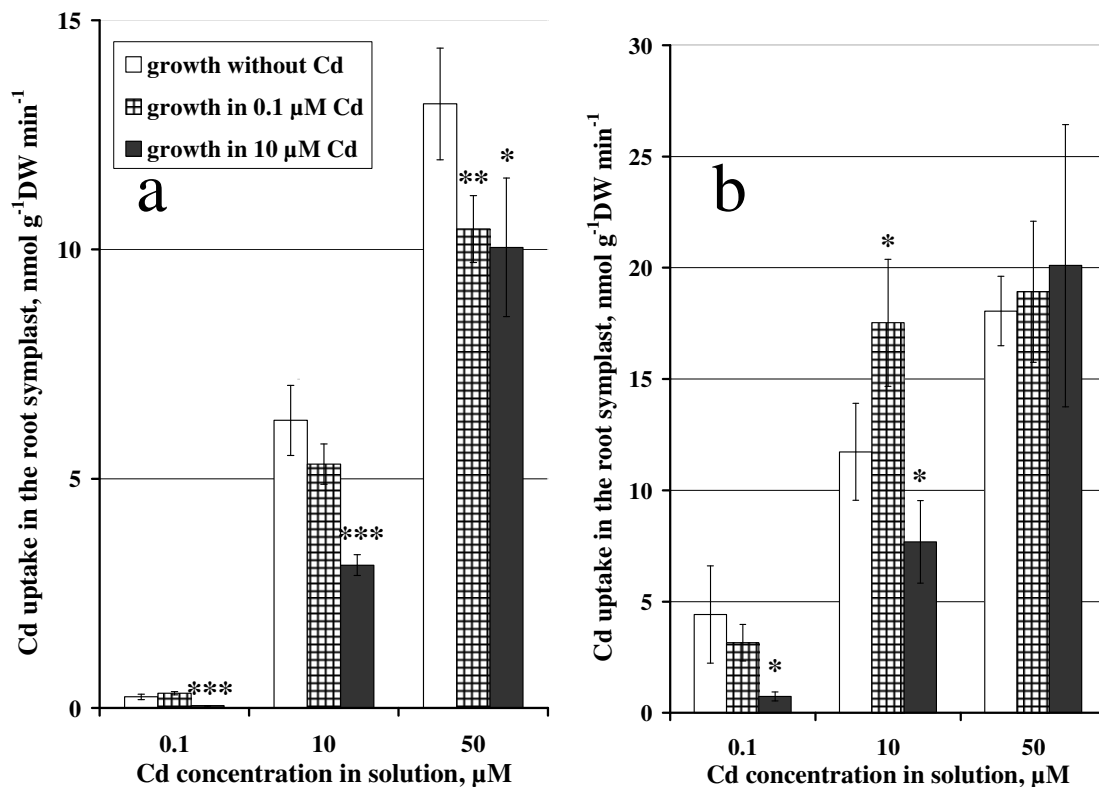 Cd uptake in the root symplast, nmol g⁻¹DW min⁻¹
15
10
5
0
growth without Cd
growth in 0.1 µM Cd
growth in 10 µM Cd
a
***
***
**
*
0.1 10 50
Cd concentration in solution, µM
Cd uptake in the root symplast, nmol g⁻¹DW min⁻¹
30
25
20
15
10
5
0
b
*
*
*
0.1 10 50
Cd concentration in solution, µM